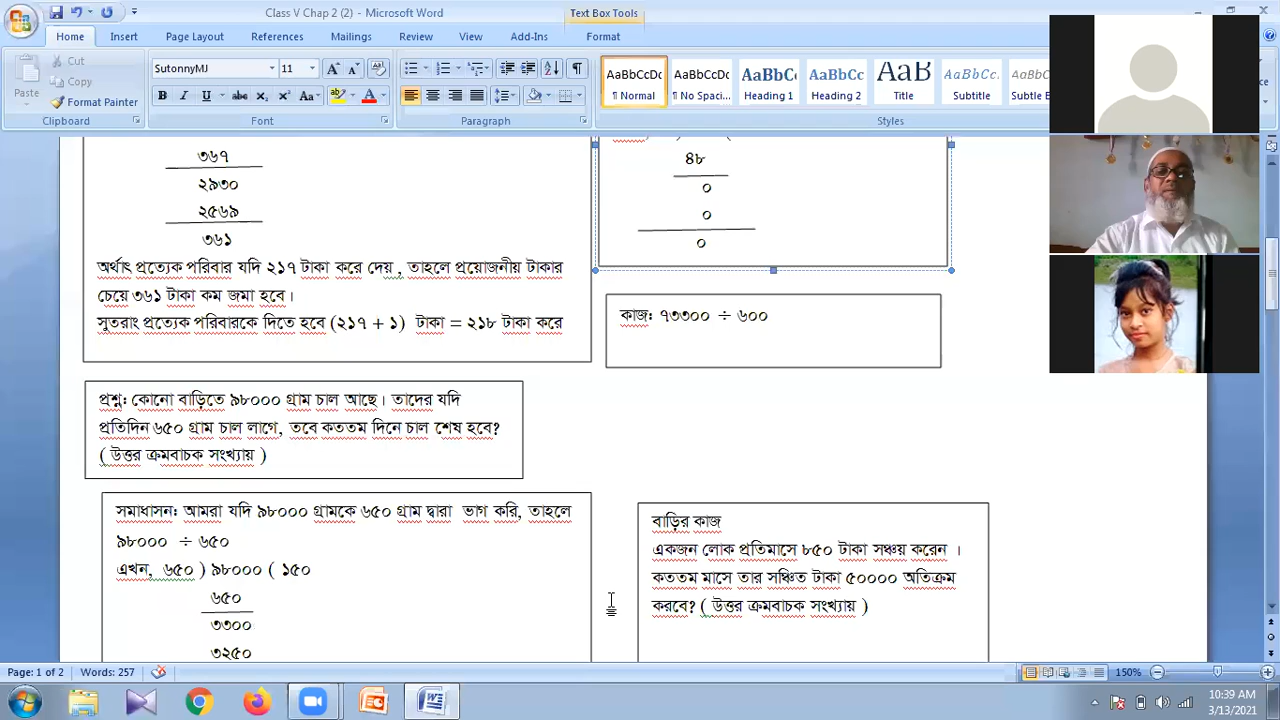 Class V Chap 2 (2) - Microsoft Word
Text Box Tools
Home
Insert
Page Layout
References
Mailings
Review
View
Add-Ins
Format
Paste
Cut
Copy
Format Painter
Clipboard
SutonnyMJ
11
Font
Paragraph
AaBbCcDc
¶ Normal
AaBbCcDc
¶ No Spaci...
AaBbC
Heading 1
AaBbCc
Heading 2
AaB
Title
AaBbCc
Subtitle
AaBbCcDc
Subtle E
Styles
৩৬৭
২৯৩০
২৫৬৯
৩৬১
অর্থাৎ প্রত্যেক পরিবার যদি ২১৭ টাকা করে দেয় , তাহলে প্রয়োজনীয় টাকার
চেয়ে ৩৬১ টাকা কম জমা হবে।
সুতরাং প্রত্যেক পরিবারকে দিতে হবে (২১৭ + ১) টাকা = ২১৮ টাকা করে
৪৮
০
০
০
কাজ: ৭৩৩০০ ÷ ৬০০
প্রশ্ন: কোনো বাড়িতে ৯৮০০০ গ্রাম চাল আছে। তাদের যদি
প্রতিদিন ৬৫০ গ্রাম চাল লাগে, তবে কততম দিনে চাল শেষ হবে?
( উত্তর ক্রমবাচক সংখ্যায় )
সমাধাসন: আমরা যদি ৯৮০০০ গ্রামকে ৬৫০ গ্রাম দ্বারা ভাগ করি, তাহলে
৯৮০০০ ÷ ৬৫০
এখন, ৬৫০ ) ৯৮০০০ ( ১৫০
৬৫০
৩৩০০
৩২৫০
বাড়ির কাজ
একজন লোক প্রতিমাসে ৮৫০ টাকা সঞ্চয় করেন ।
কততম মাসে তার সঞ্চিত টাকা ৫০০০০ অতিক্রম
করবে? ( উত্তর ক্রমবাচক সংখ্যায় )
Page: 1 of 2
Words: 257
150%
10:39 AM
3/13/2021